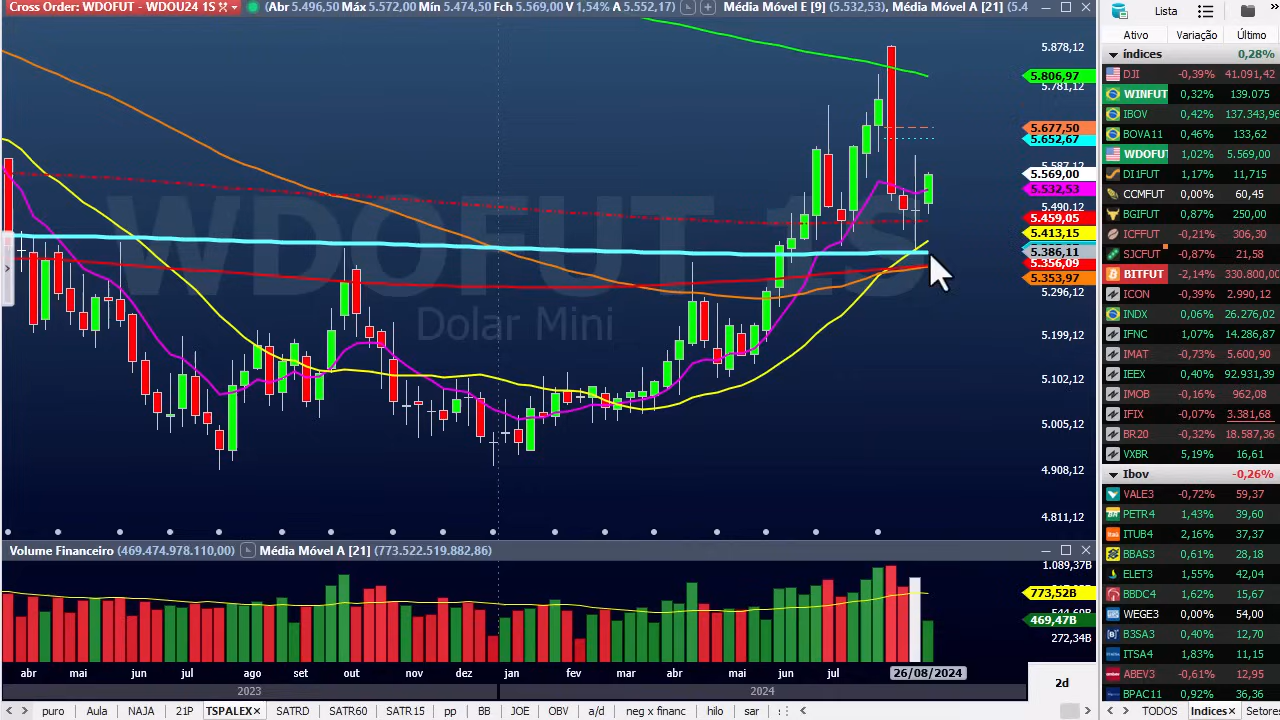 Cross Order: WDOFUT - WDOU24 1S
(Abr 5.496,50 Máx 5.572,00 Mín 5.474,50 Fch 5.569,00 V 1,54% A 5.552,17)
Média Móvel E [9] (5.532,53), Média Móvel A [21] (5.4
WDOFUT 1S
Dolar Mini
5.878,12
5.806,97
5.781,12
5.677,50
5.652,67
5.587,12
5.569,00
5.532,53
5.490,12
5.459,05
5.413,15
5.386,11
5.356,09
5.353,97
5.296,12
5.199,12
5.102,12
5.005,12
4.908,12
4.811,12
Volume Financeiro (469.474.978.110,00) Média Móvel A [21] (773.522.519.882,86)
1.089,37B
773,52B
469,47B
272,34B
abr mai jun jul ago set out nov dez jan fev mar abr mai jun jul 26/08/2024
2023 2024
2d
puro Aula NAJA 21P TSPALEX SATRD SATR60 SATR15 pp BB JOE OBV a/d neg x financ hilo sar
Lista
Ativo Variação Último
índices 0,28%
DJI -0,39% 41.091,42
WINFUT 0,32% 139.075
IBOV 0,42% 137.343,96
BOVA11 0,46% 133,62
WDOFUT 1,02% 5.569,00
DI1FUT 1,17% 11,715
CCMFUT 0,00% 60,45
BGIFUT 0,87% 250,00
ICFFUT -0,21% 306,30
SJCFUT -0,87% 21,58
BITFUT -2,14% 330.800,00
ICON -0,39% 2.990,12
INDX 0,06% 26.276,02
IFNC 1,07% 14.287,87
IMAT -0,73% 5.600,90
IEEX 0,40% 92.931,39
IMOB -0,16% 962,08
IFIX -0,07% 3.381,68
BR20 -0,32% 18.587,36
VXBR 5,19% 16,61
Ibov -0,26%
VALE3 -0,72% 59,37
PETR4 1,43% 39,60
ITUB4 2,16% 37,37
BBAS3 0,61% 28,18
ELET3 1,55% 42,04
BBDC4 1,62% 15,67
WEGE3 0,00% 54,00
B3SA3 0,40% 12,70
ITSA4 1,83% 11,15
ABEV3 -0,61% 12,95
BPAC11 0,92% 36,36
TODOS Indices Setores